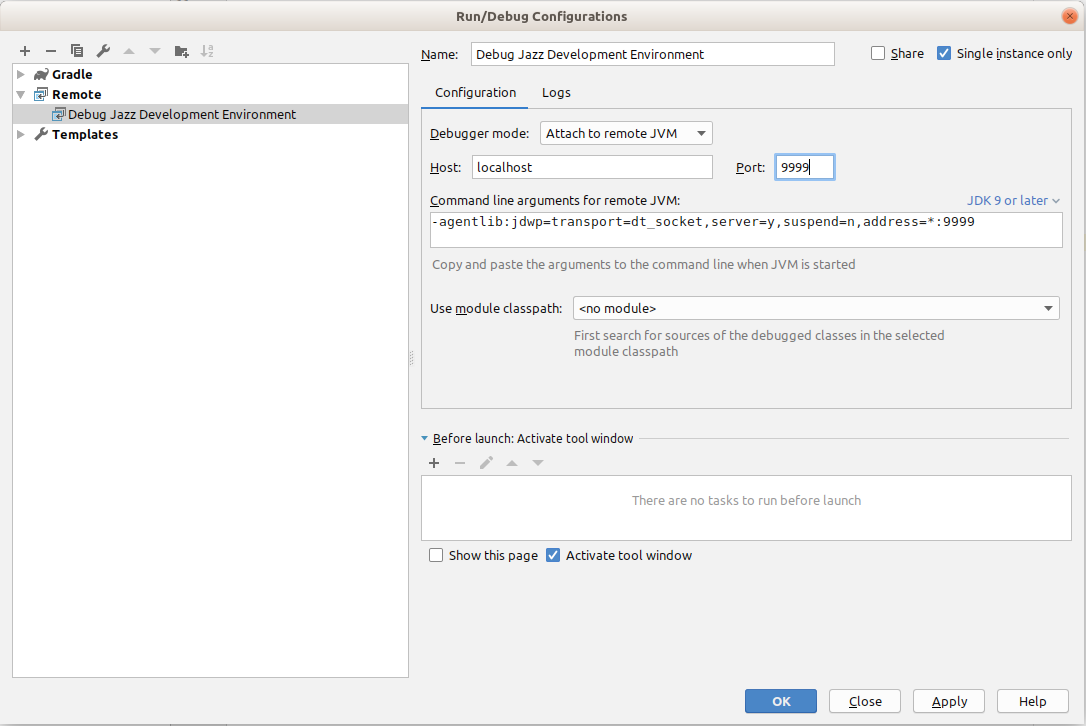 Run/Debug Configurations
Gradle
Remote
Debug Jazz Development Environment
Templates
Name: Debug Jazz Development Environment Share Single instance only
Configuration Logs
Debugger mode: Attach to remote JVM
Host: localhost Port: 9999
Command line arguments for remote JVM: JDK 9 or later
-agentlib:jdwp=transport=dt_socket,server=y,suspend=n,address=*:9999
Copy and paste the arguments to the command line when JVM is started
Use module classpath: <no module>
First search for sources of the debugged classes in the selected
module classpath
Before launch: Activate tool window
There are no tasks to run before launch
Show this page Activate tool window
OK Close Apply Help